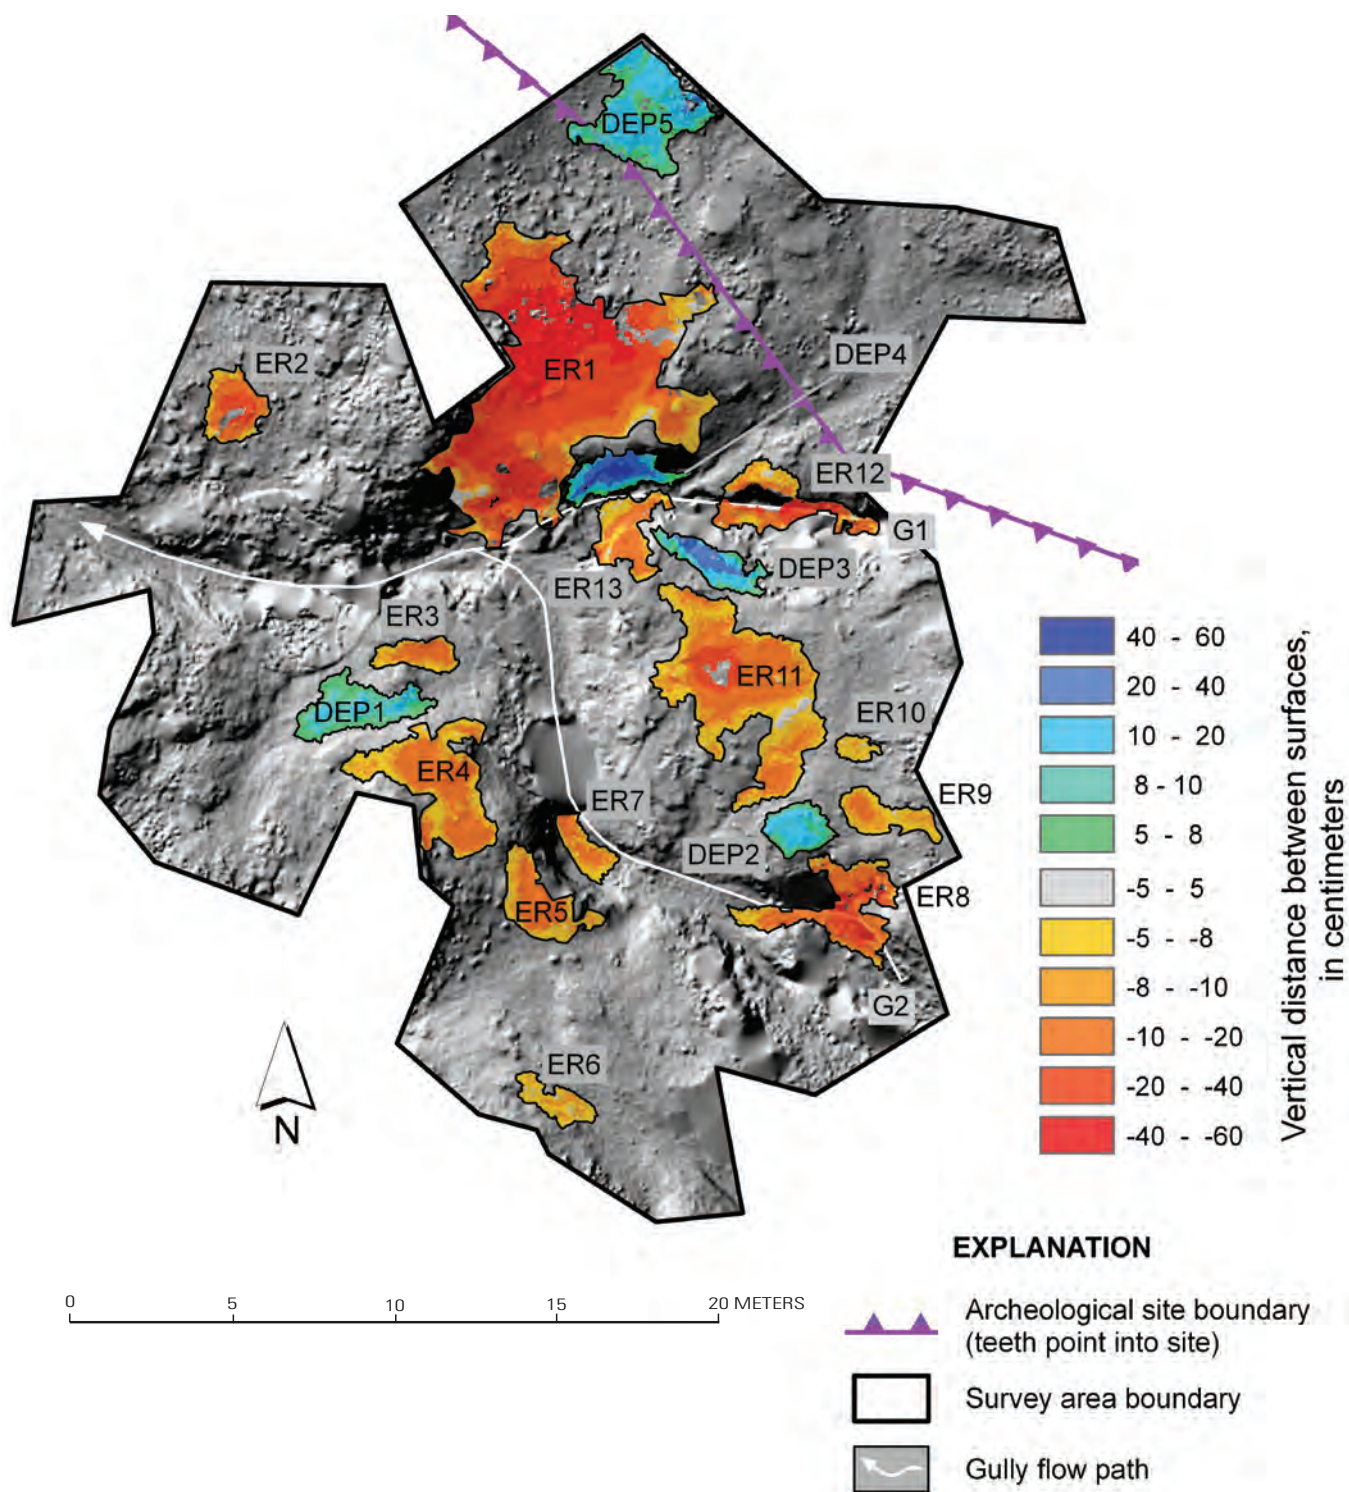 DEP5
DEP4
ER2
ER1
ER12
G1
DEP3
ER13
ER3
ER11
DEP1
ER10
ER4
ER7
ER9
DEP2
ER8
ER5
G2
ER6
N
40 - 60
20 - 40
10 - 20
8 - 10
5 - 8
-5 - 5
-5 - -8
-8 - -10
-10 - -20
-20 - -40
-40 - -60
Vertical distance between surfaces,
in centimeters
0 5 10 15 20 METERS
EXPLANATION
Archeological site boundary
(teeth point into site)
Survey area boundary
Gully flow path